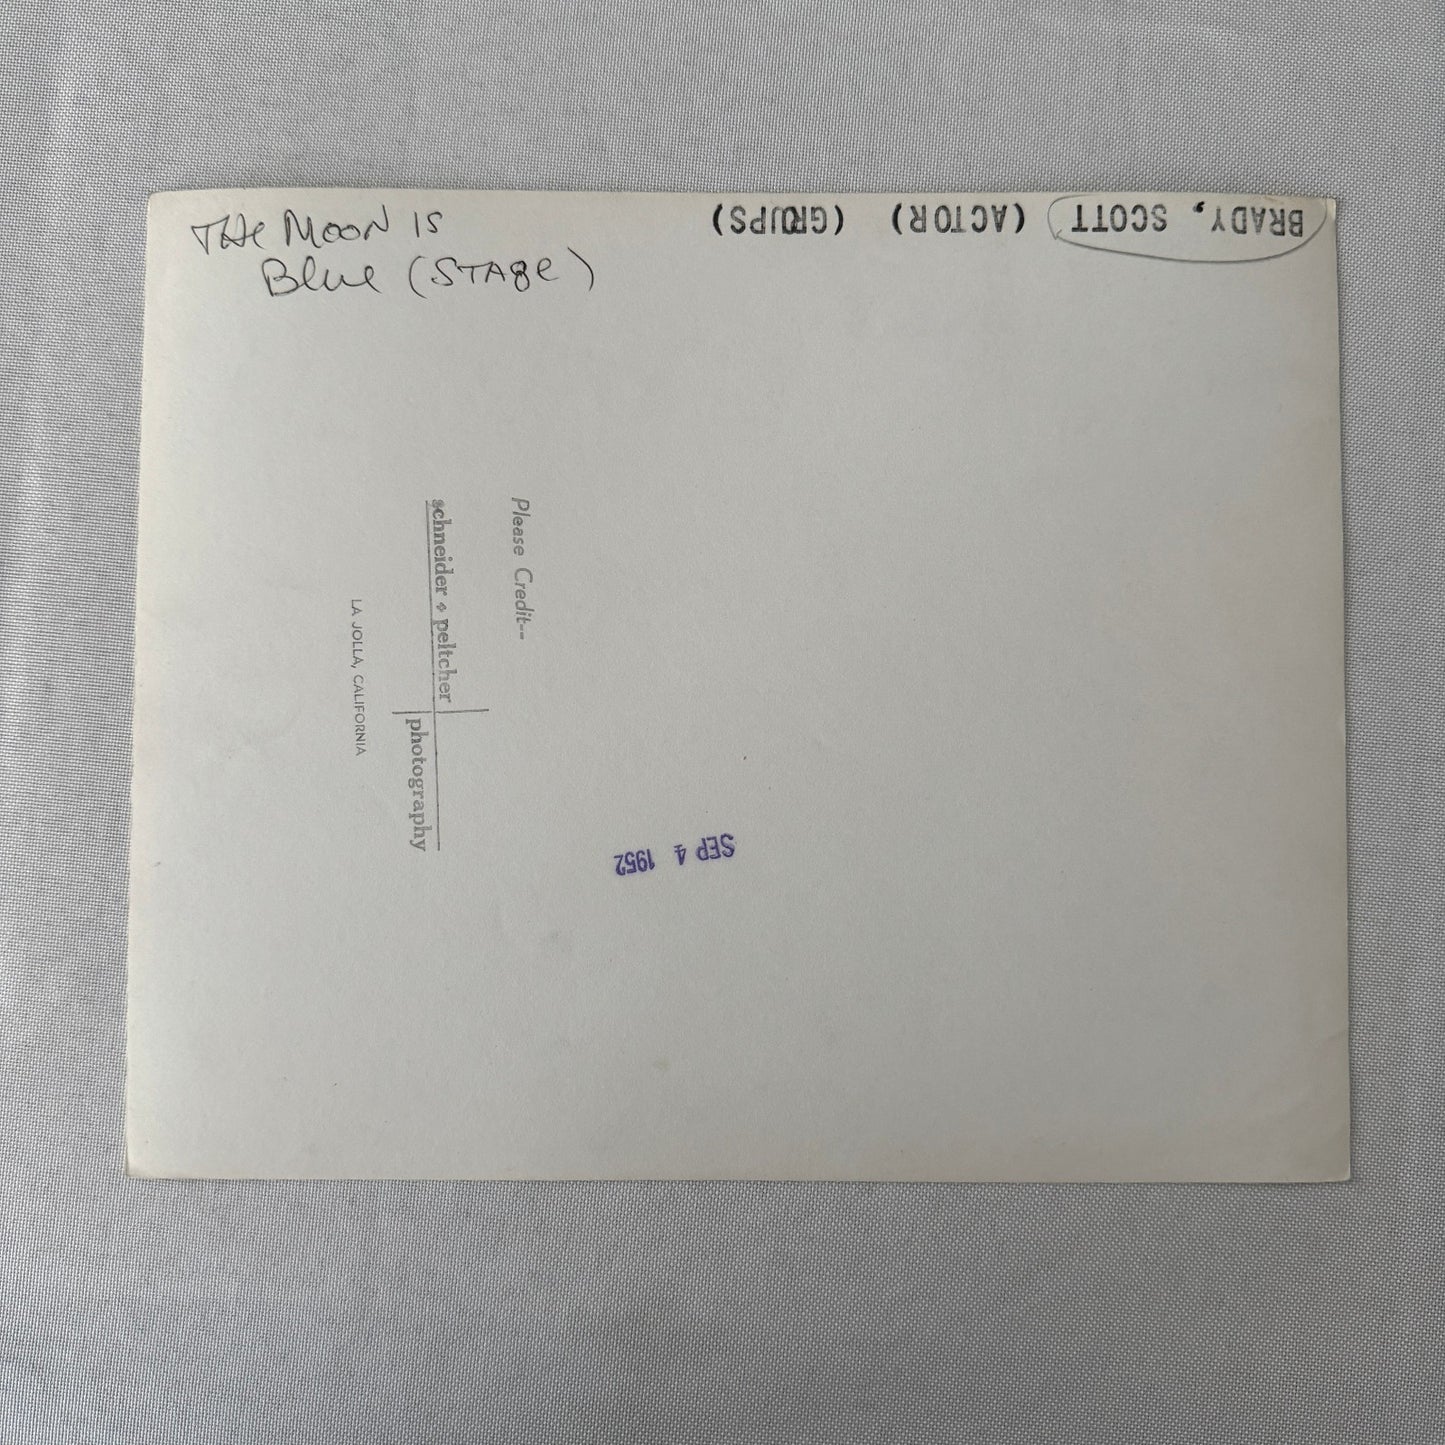 THe MOON IS
Blue (STAge)
BRADY, SCOTT (ACTOR) (GROUPS)
Please Credit--
schneider ⋄ peltcher
photography
LA JOLLA, CALIFORNIA
SEP 4 1952